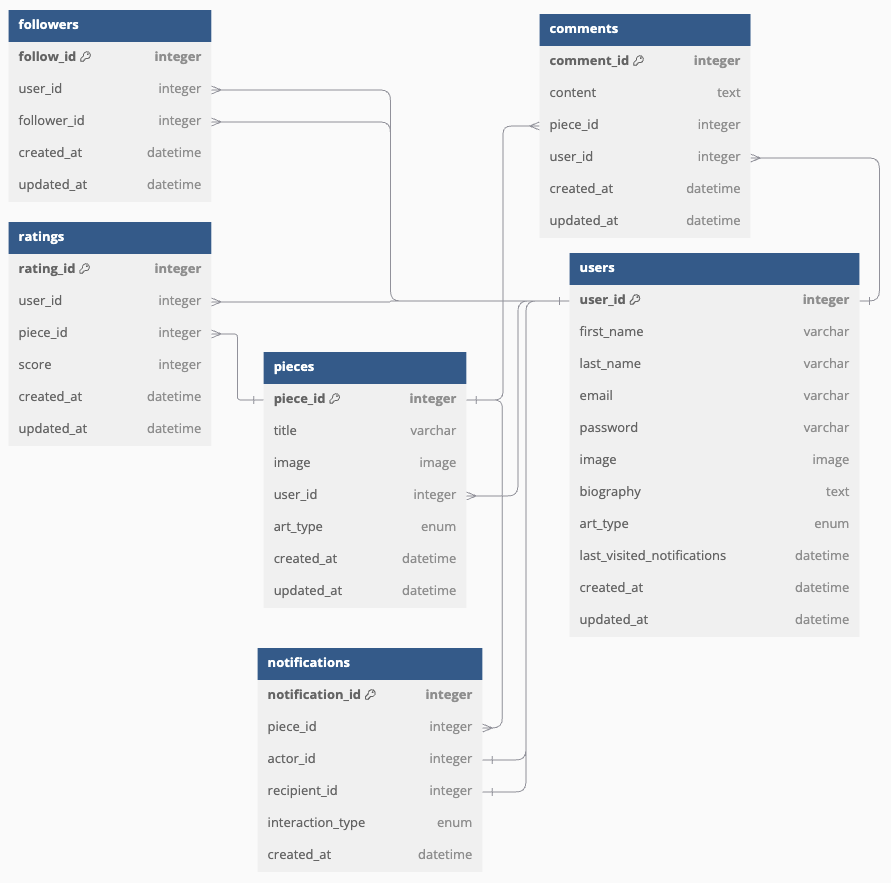 followers
follow_id integer
user_id integer
follower_id integer
created_at datetime
updated_at datetime
ratings
rating_id integer
user_id integer
piece_id integer
score integer
created_at datetime
updated_at datetime
pieces
piece_id integer
title varchar
image image
user_id integer
art_type enum
created_at datetime
updated_at datetime
notifications
notification_id integer
piece_id integer
actor_id integer
recipient_id integer
interaction_type enum
created_at datetime
comments
comment_id integer
content text
piece_id integer
user_id integer
created_at datetime
updated_at datetime
users
user_id integer
first_name varchar
last_name varchar
email varchar
password varchar
image image
biography text
art_type enum
last_visited_notifications datetime
created_at datetime
updated_at datetime